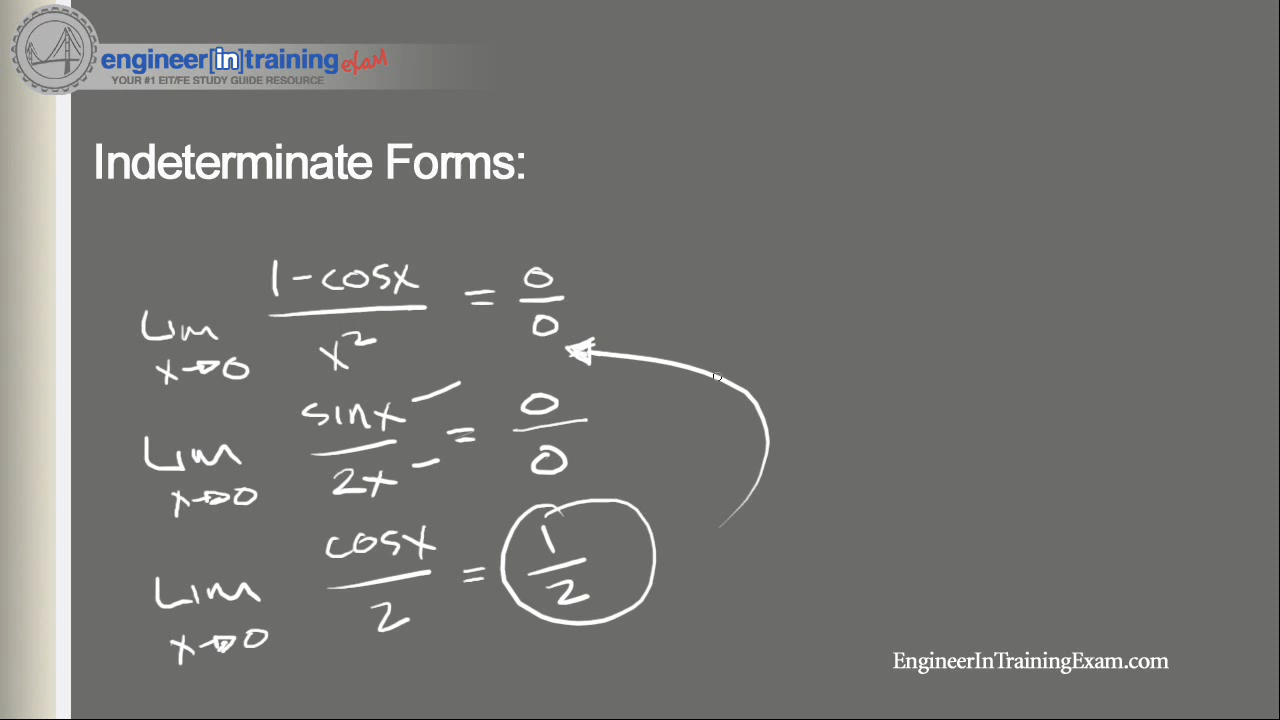 engineer[in]training exam
YOUR #1 EIT/FE STUDY GUIDE RESOURCE
Indeterminate Forms:
Lim x→0 (1-cosx)/(x²) = 0/0
Lim x→0 (sinx)/(2x) = 0/0
Lim x→0 (cosx)/2 = 1/2
EngineerInTrainingExam.com